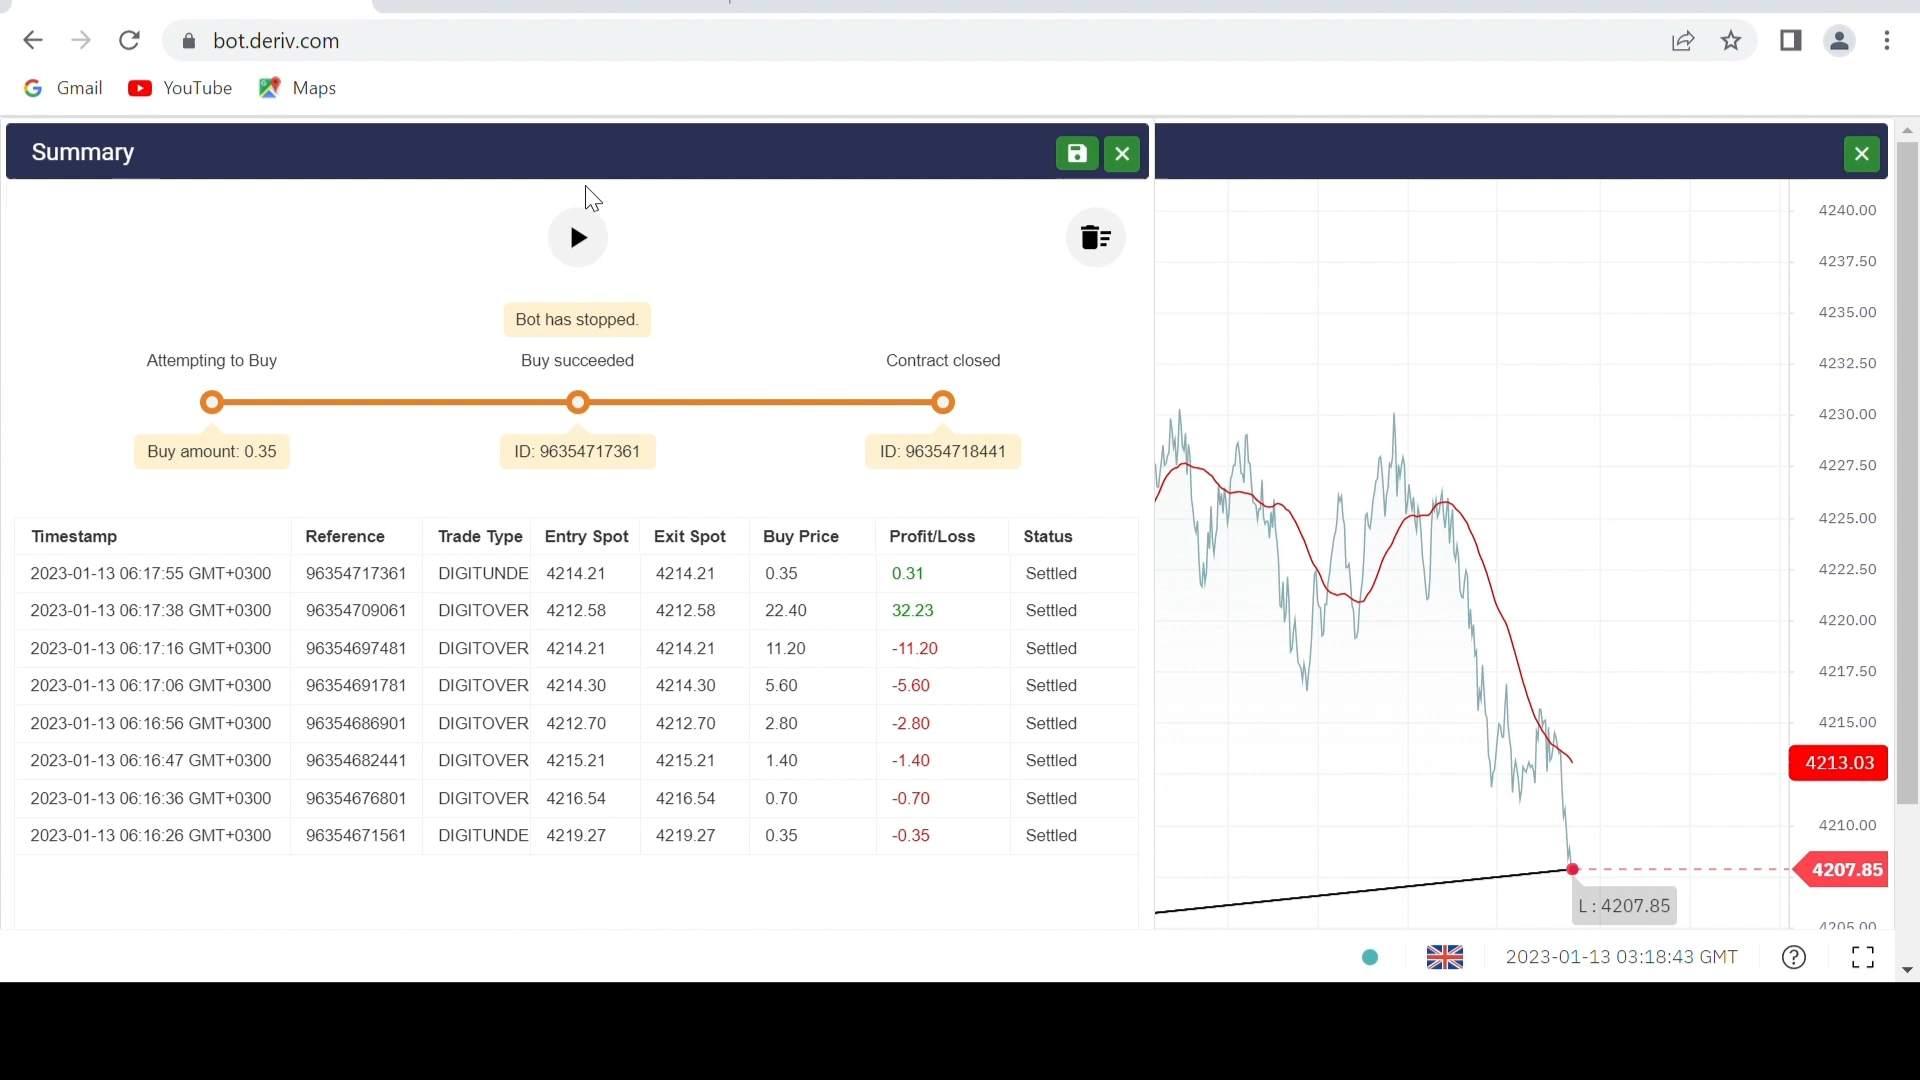 bot.deriv.com
Gmail YouTube Maps
Summary
Bot has stopped.
Attempting to Buy Buy succeeded Contract closed
Buy amount: 0.35 ID: 96354717361 ID: 96354718441
Timestamp Reference Trade Type Entry Spot Exit Spot Buy Price Profit/Loss Status
2023-01-13 06:17:55 GMT+0300 96354717361 DIGITUNDE 4214.21 4214.21 0.35 0.31 Settled
2023-01-13 06:17:38 GMT+0300 96354709061 DIGITOVER 4212.58 4212.58 22.40 32.23 Settled
2023-01-13 06:17:16 GMT+0300 96354697481 DIGITOVER 4214.21 4214.21 11.20 -11.20 Settled
2023-01-13 06:17:06 GMT+0300 96354691781 DIGITOVER 4214.30 4214.30 5.60 -5.60 Settled
2023-01-13 06:16:56 GMT+0300 96354686901 DIGITOVER 4212.70 4212.70 2.80 -2.80 Settled
2023-01-13 06:16:47 GMT+0300 96354682441 DIGITOVER 4215.21 4215.21 1.40 -1.40 Settled
2023-01-13 06:16:36 GMT+0300 96354676801 DIGITOVER 4216.54 4216.54 0.70 -0.70 Settled
2023-01-13 06:16:26 GMT+0300 96354671561 DIGITUNDE 4219.27 4219.27 0.35 -0.35 Settled
4240.00
4237.50
4235.00
4232.50
4230.00
4227.50
4225.00
4222.50
4220.00
4217.50
4215.00
4213.03
4210.00
4207.85
L : 4207.85
4205.00
2023-01-13 03:18:43 GMT